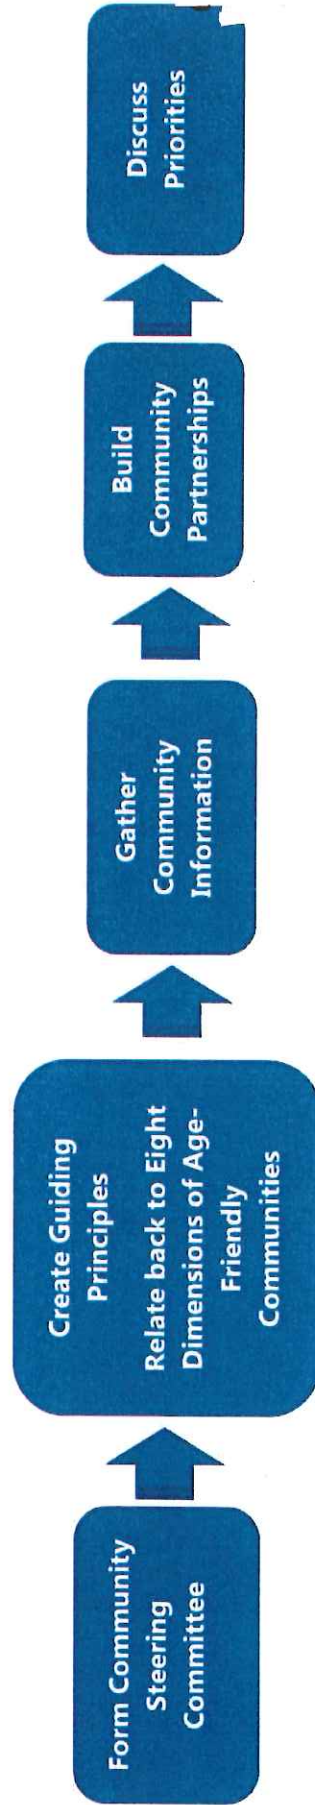 Form Community
Steering
Committee
Create Guiding
Principles
Relate back to Eight
Dimensions of Age-
Friendly
Communities
Gather
Community
Information
Build
Community
Partnerships
Discuss
Priorities